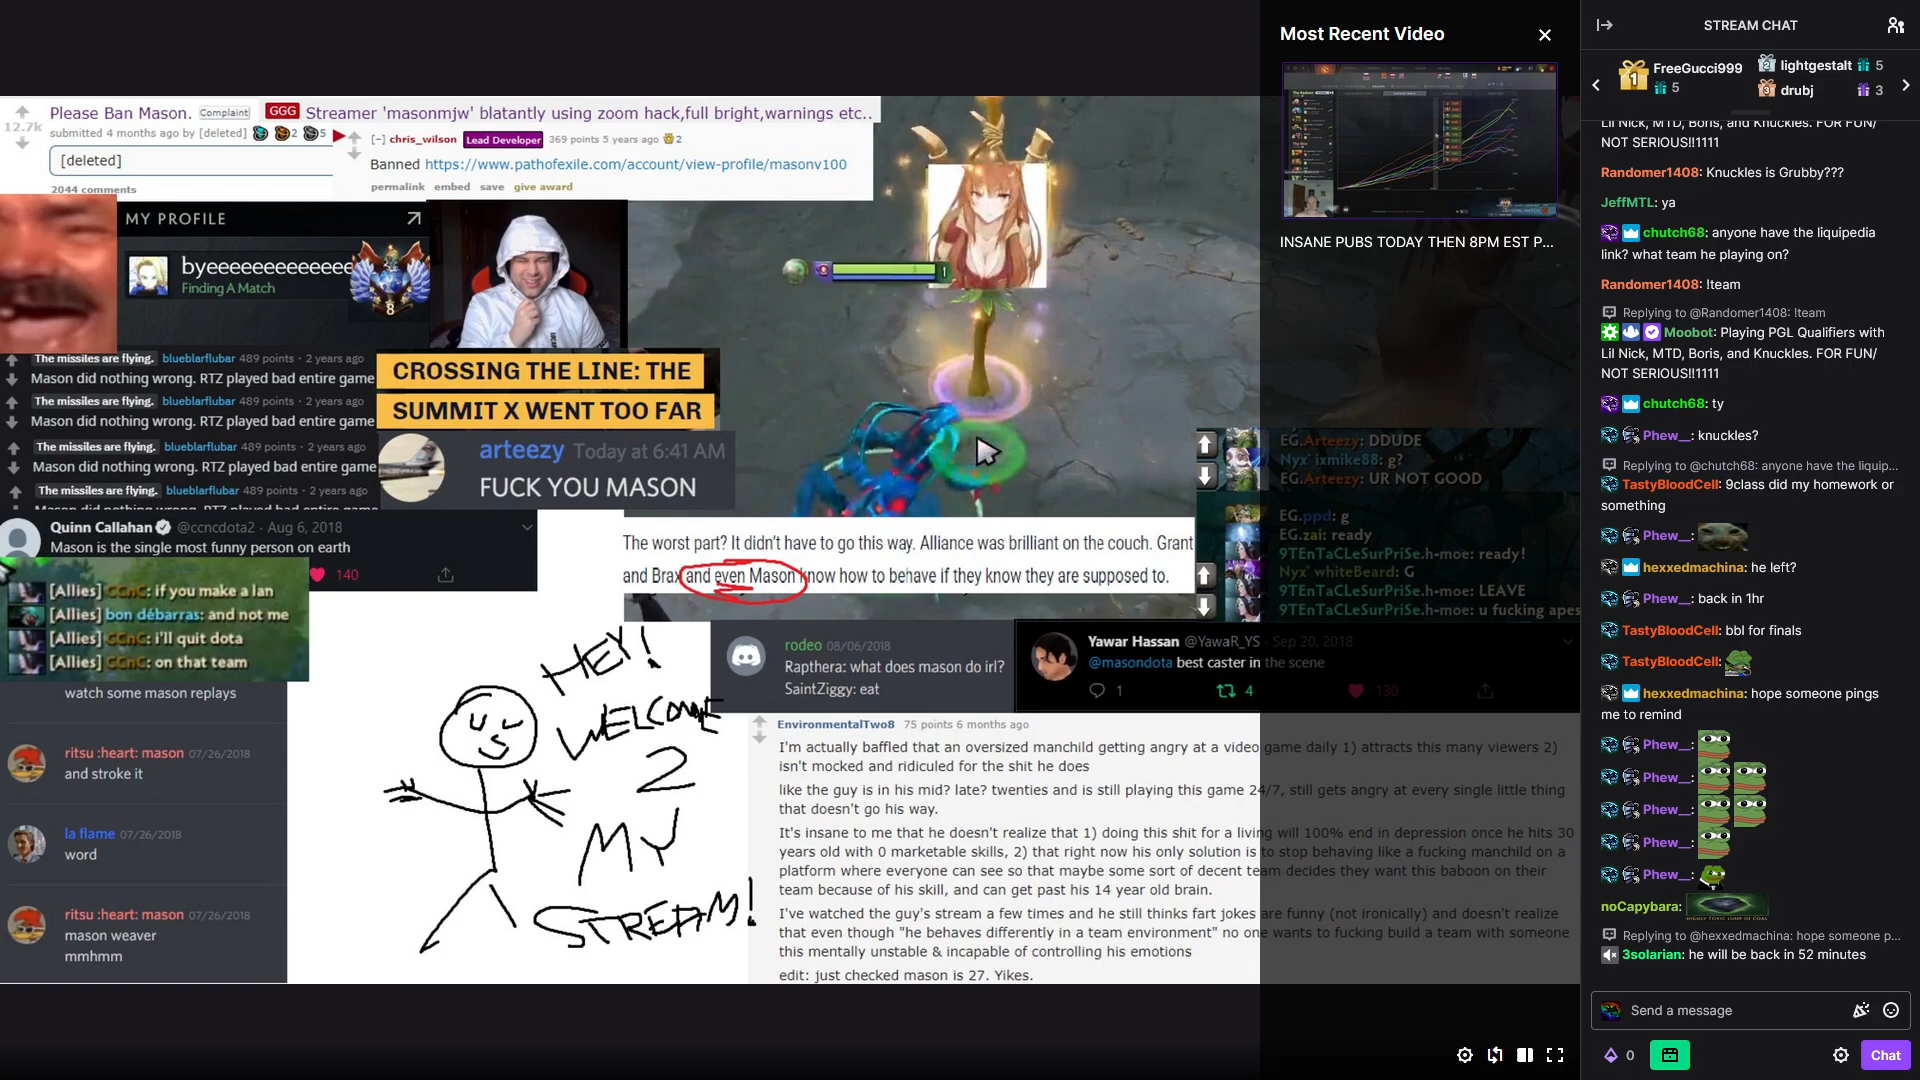 Please Ban Mason. Complaint
submitted 4 months ago by [deleted] 2 5
12.7k
[deleted]
2044 comments
GGG Streamer 'masonmjw' blatantly using zoom hack,full bright,warnings etc..
[-] chris_wilson Lead Developer 369 points 5 years ago 2
Banned https://www.pathofexile.com/account/view-profile/masonv100
permalink embed save give award
MY PROFILE
byeeeeeeeeeeeee
Finding A Match
8
1
The missiles are flying. blueblarflubar 489 points · 2 years ago
Mason did nothing wrong. RTZ played bad entire game
The missiles are flying. blueblarflubar 489 points · 2 years ago
Mason did nothing wrong. RTZ played bad entire game
The missiles are flying. blueblarflubar 489 points · 2 years ago
Mason did nothing wrong. RTZ played bad entire game
The missiles are flying. blueblarflubar 489 points · 2 years ago
Mason did nothing wrong. RTZ played bad entire game
CROSSING THE LINE: THE
SUMMIT X WENT TOO FAR
arteezy Today at 6:41 AM
FUCK YOU MASON
Quinn Callahan @ccncdota2 · Aug 6, 2018
Mason is the single most funny person on earth
140
[Allies] CCnC: if you make a lan
[Allies] bon débarras: and not me
[Allies] CCnC: i'll quit dota
[Allies] CCnC: on that team
watch some mason replays
ritsu :heart: mason 07/26/2018
and stroke it
la flame 07/26/2018
word
ritsu :heart: mason 07/26/2018
mason weaver
mmhmm
HEY!
WELCOME
2
MY
STREAM!
The worst part? It didn't have to go this way. Alliance was brilliant on the couch. Grant
and Brax and even Mason know how to behave if they know they are supposed to.
EG.Arteezy: DDUDE
Nyx' ixmike88: g?
EG.Arteezy: UR NOT GOOD
EG.ppd: g
EG.zai: ready
9TEnTaCLeSurPriSe.h-moe: ready!
Nyx' whiteBeard: G
9TEnTaCLeSurPriSe.h-moe: LEAVE
9TEnTaCLeSurPriSe.h-moe: u fucking apes
rodeo 08/06/2018
Rapthera: what does mason do irl?
SaintZiggy: eat
Yawar Hassan @YawaR_YS · Sep 20, 2018
@masondota best caster in the scene
1 4 130
EnvironmentalTwo8 75 points 6 months ago
I'm actually baffled that an oversized manchild getting angry at a video game daily 1) attracts this many viewers 2)
isn't mocked and ridiculed for the shit he does
like the guy is in his mid? late? twenties and is still playing this game 24/7, still gets angry at every single little thing
that doesn't go his way.
It's insane to me that he doesn't realize that 1) doing this shit for a living will 100% end in depression once he hits 30
years old with 0 marketable skills, 2) that right now his only solution is to stop behaving like a fucking manchild on a
platform where everyone can see so that maybe some sort of decent team decides they want this baboon on their
team because of his skill, and can get past his 14 year old brain.
I've watched the guy's stream a few times and he still thinks fart jokes are funny (not ironically) and doesn't realize
that even though "he behaves differently in a team environment" no one wants to fucking build a team with someone
this mentally unstable & incapable of controlling his emotions
edit: just checked mason is 27. Yikes.
Most Recent Video
INSANE PUBS TODAY THEN 8PM EST P...
STREAM CHAT
1 FreeGucci999 5
2 lightgestalt 5
3 drubj 3
Lil Nick, MTD, Boris, and Knuckles. FOR FUN/
NOT SERIOUS!!1111
Randomer1408: Knuckles is Grubby???
JeffMTL: ya
chutch68: anyone have the liquipedia
link? what team he playing on?
Randomer1408: !team
Replying to @Randomer1408: !team
Moobot: Playing PGL Qualifiers with
Lil Nick, MTD, Boris, and Knuckles. FOR FUN/
NOT SERIOUS!!1111
chutch68: ty
Phew__: knuckles?
Replying to @chutch68: anyone have the liquip...
TastyBloodCell: 9class did my homework or
something
Phew__:
hexxedmachina: he left?
Phew__: back in 1hr
TastyBloodCell: bbl for finals
TastyBloodCell:
hexxedmachina: hope someone pings
me to remind
Phew__:
Phew__:
Phew__:
Phew__:
Phew__:
noCapybara: HIGHLY TOXIC LUMP OF COAL
Replying to @hexxedmachina: hope someone p...
3solarian: he will be back in 52 minutes
Send a message
0
Chat